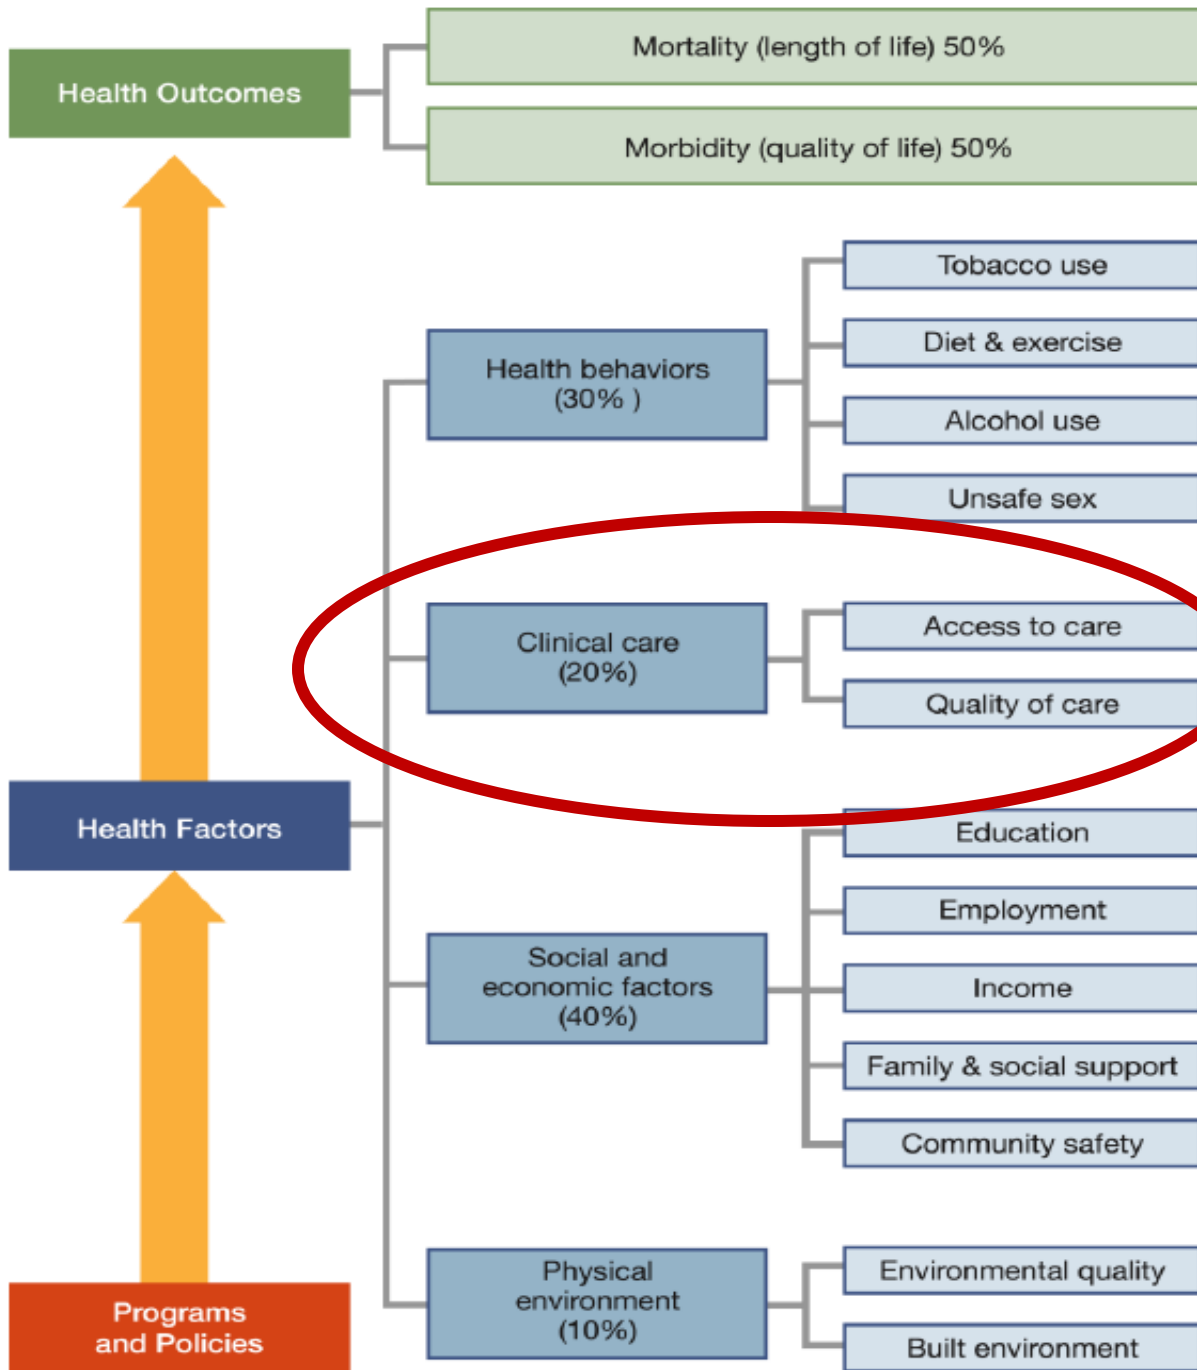 Health Outcomes
Mortality (length of life) 50%
Morbidity (quality of life) 50%
Health Factors
Health behaviors
(30% )
Tobacco use
Diet & exercise
Alcohol use
Unsafe sex
Clinical care
(20%)
Access to care
Quality of care
Social and
economic factors
(40%)
Education
Employment
Income
Family & social support
Community safety
Physical
environment
(10%)
Environmental quality
Built environment
Programs
and Policies